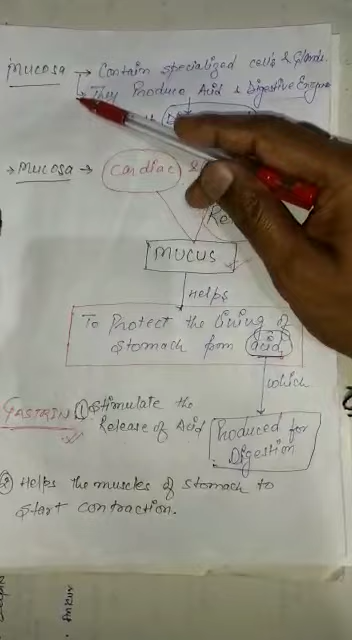 Mucosa → Contain specialized cells & Glands.
→ They Produce Acid & Digestive Enzyme
→ Mucosa → Cardiac &
Re
MUCUS
Helps
To Protect the lining of
stomach from acid
which
GASTRIN ① Stimulate the
Release of Acid
Produced for
Digestion
② Helps the muscles of stomach to
start contraction.